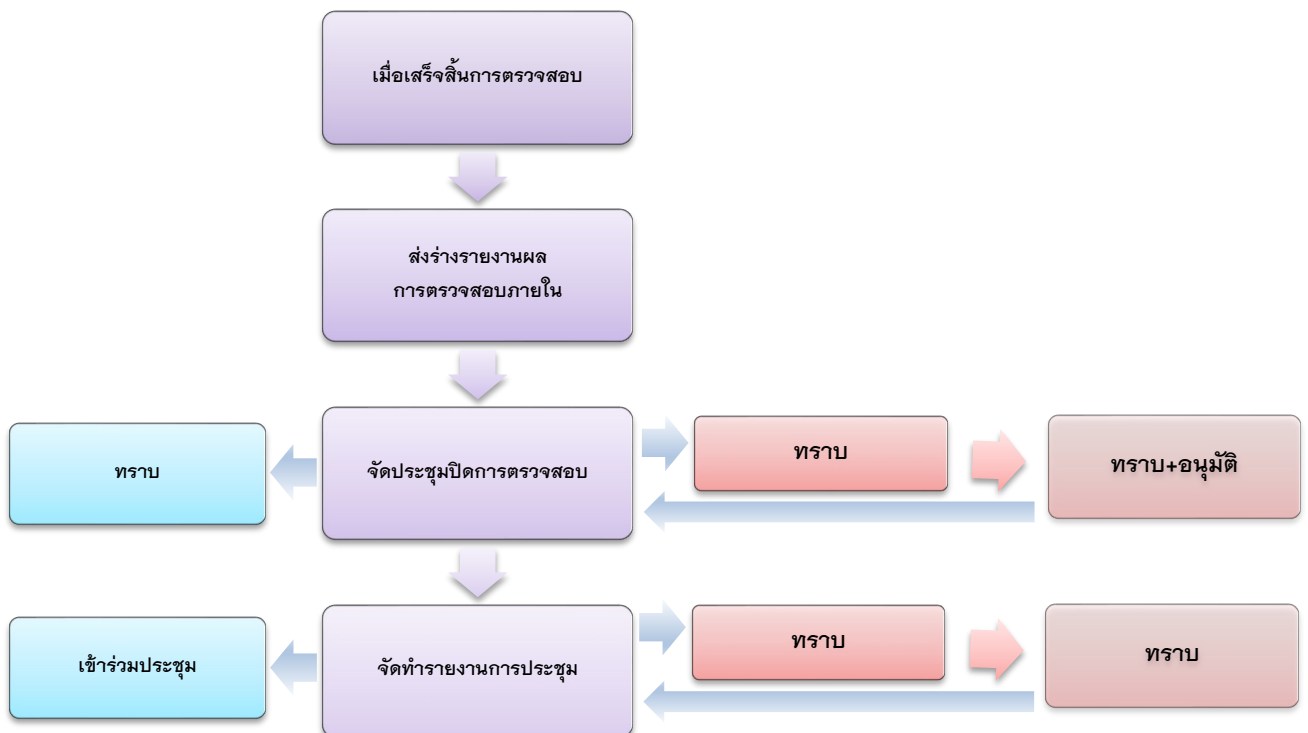 เมื่อเสร็จสิ้นการตรวจสอบ
ส่งร่างรายงานผล
การตรวจสอบภายใน
ทราบ
จัดประชุมปิดการตรวจสอบ
ทราบ
ทราบ+อนุมัติ
เข้าร่วมประชุม
จัดทำรายงานการประชุม
ทราบ
ทราบ